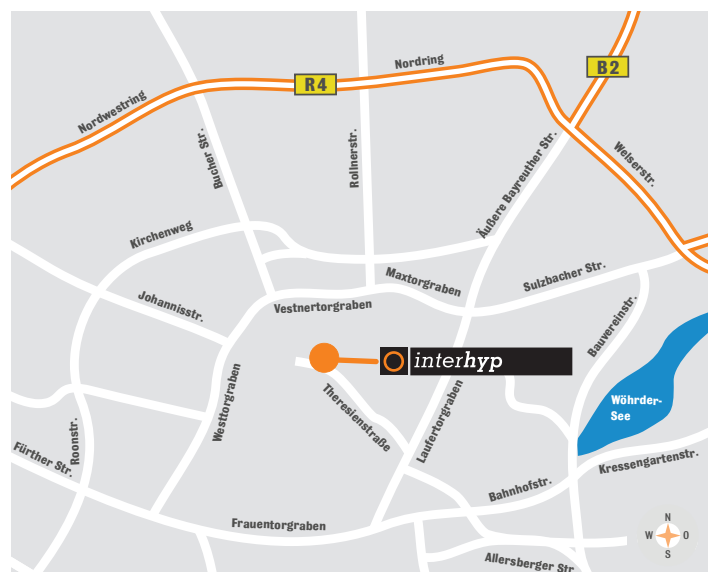 Nordring
B2
R4
Nordwestring
Bucher Str.
Rollnerstr.
Äußere Bayreuther Str.
Welserstr.
Kirchenweg
Maxtorgraben
Sulzbacher Str.
Johannisstr.
Vestnertorgraben
Bauvereinstr.
interhyp
Westtorgraben
Theresienstraße
Laufertorgraben
Wöhrder-
See
Roonstr.
Fürther Str.
Kressengartenstr.
Bahnhofstr.
Frauentorgraben
Allersberger Str.
N
W
O
S